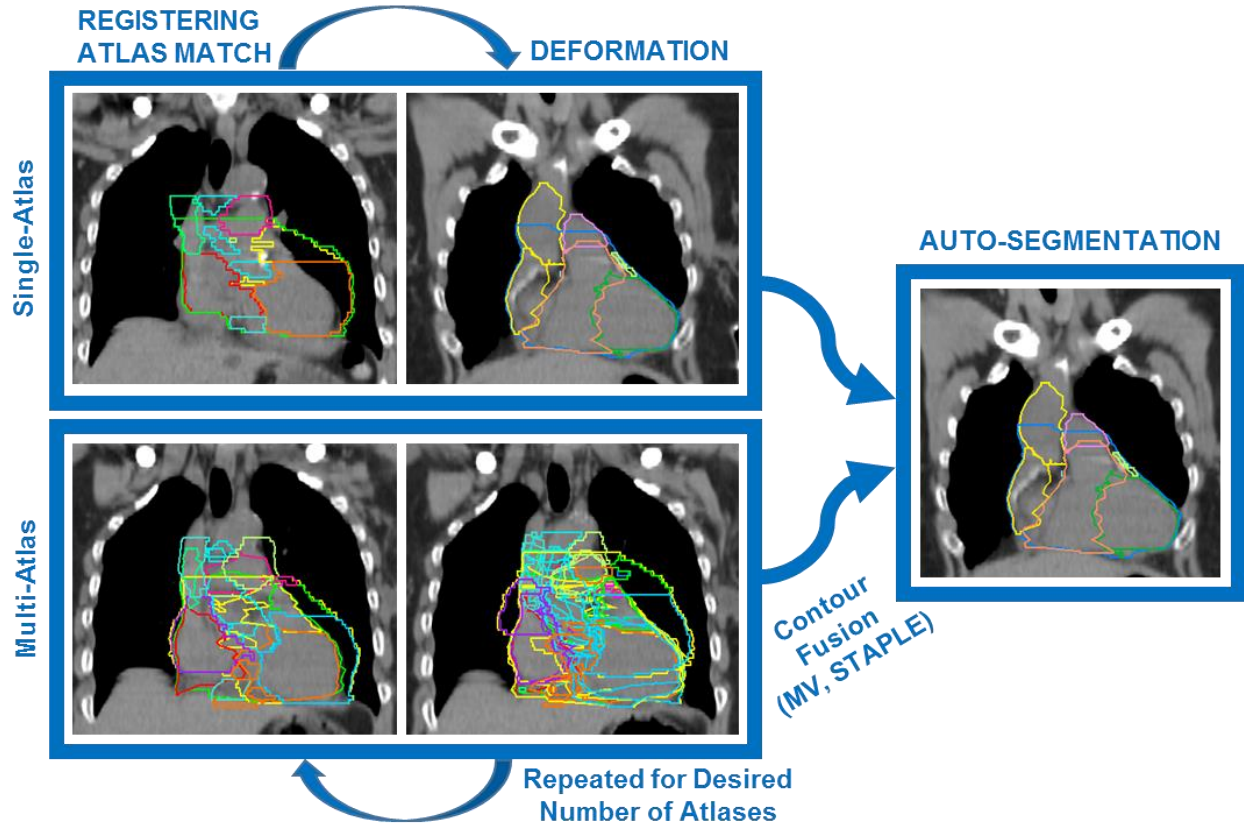 REGISTERING
ATLAS MATCH
DEFORMATION
Single-Atlas
AUTO-SEGMENTATION
Multi-Atlas
Contour
Fusion
(MV, STAPLE)
Repeated for Desired
Number of Atlases